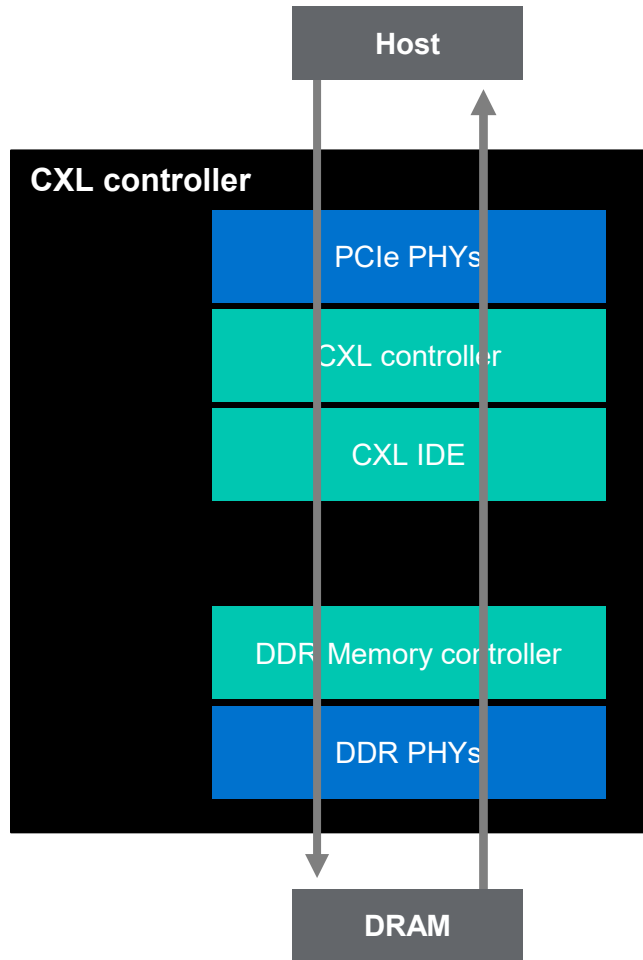 Host
CXL controller
PCIe PHYs
CXL controller
CXL IDE
DDR Memory controller
DDR PHYs
DRAM